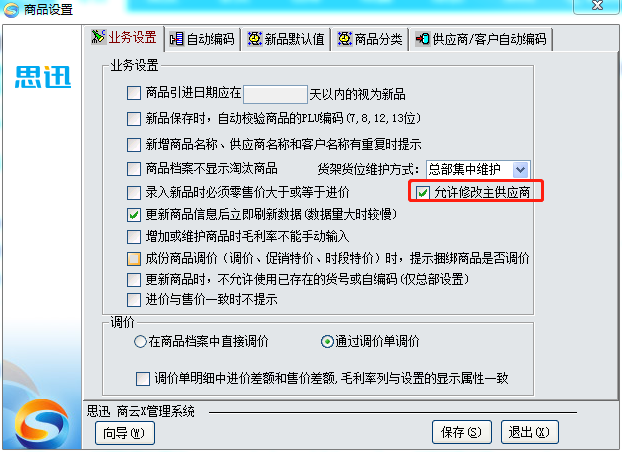 商品设置
业务设置 自动编码 新品默认值 商品分类 供应商/客户自动编码
思迅
业务设置
商品引进日期应在 天以内的视为新品
新品保存时,自动校验商品的PLU编码(7,8,12,13位)
新增商品名称、供应商名称和客户名称有重复时提示
商品档案不显示淘汰商品 货架货位维护方式: 总部集中维护
录入新品时必须零售价大于或等于进价 允许修改主供应商
更新商品信息后立即刷新数据(数据量大时较慢)
增加或维护商品时毛利率不能手动输入
成份商品调价(调价、促销特价、时段特价)时,提示捆绑商品是否调价
更新商品时,不允许使用已存在的货号或自编码(仅总部设置)
进价与售价一致时不提示
调价
在商品档案中直接调价 通过调价单调价
调价单明细中进价差额和售价差额,毛利率列与设置的显示属性一致
思迅 商云X管理系统
向导(W) 保存(S) 退出(X)